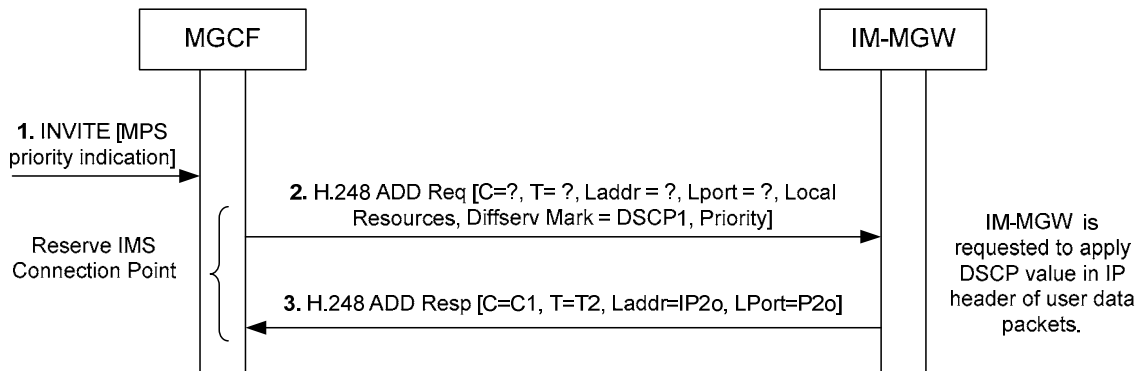 MGCF
IM-MGW
1. INVITE [MPS
priority indication]
2. H.248 ADD Req [C=?, T= ?, Laddr = ?, Lport = ?, Local
Resources, Diffserv Mark = DSCP1, Priority]
Reserve IMS
Connection Point
IM-MGW is
requested to apply
DSCP value in IP
header of user data
packets.
3. H.248 ADD Resp [C=C1, T=T2, Laddr=IP2o, LPort=P2o]